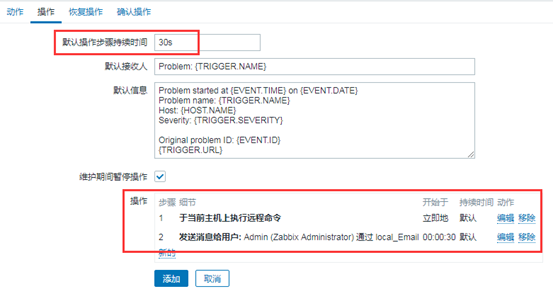 动作 操作 恢复操作 确认操作
默认操作步骤持续时间 30s
默认接收人 Problem: {TRIGGER.NAME}
默认信息 Problem started at {EVENT.TIME} on {EVENT.DATE}
Problem name: {TRIGGER.NAME}
Host: {HOST.NAME}
Severity: {TRIGGER.SEVERITY}
Original problem ID: {EVENT.ID}
{TRIGGER.URL}
维护期间暂停操作
操作 步骤 细节 开始于 持续时间 动作
1 于当前主机上执行远程命令 立即地 默认 编辑 移除
2 发送消息给用户: Admin (Zabbix Administrator) 通过 local_Email 00:00:30 默认 编辑 移除
新的
添加 取消